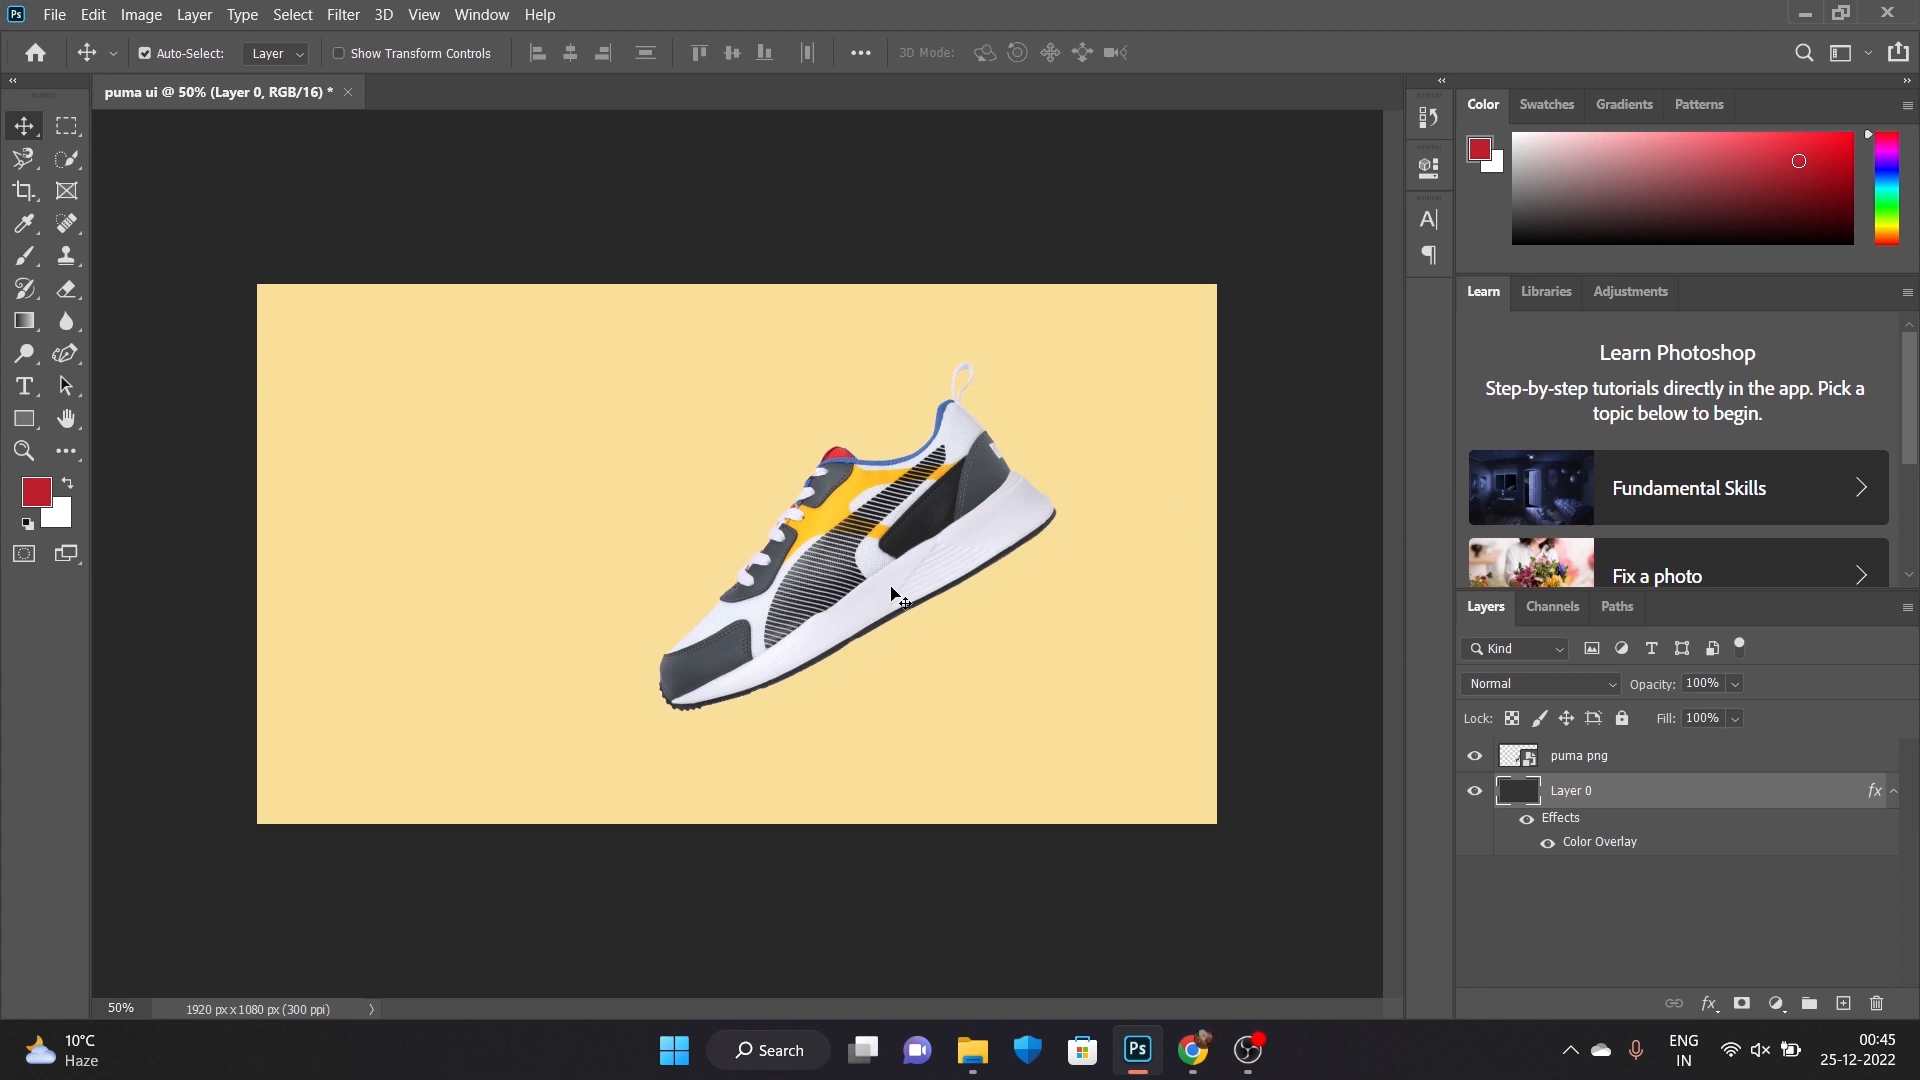 Ps File Edit Image Layer Type Select Filter 3D View Window Help
Auto-Select: Layer Show Transform Controls 3D Mode:
puma ui @ 50% (Layer 0, RGB/16) *
Color Swatches Gradients Patterns
Learn Libraries Adjustments
Learn Photoshop
Step-by-step tutorials directly in the app. Pick a
topic below to begin.
Fundamental Skills
Fix a photo
Layers Channels Paths
Kind
Normal Opacity: 100%
Lock: Fill: 100%
puma png
Layer 0 fx
Effects
Color Overlay
fx
50% 1920 px x 1080 px (300 ppi)
10°C
Haze
Search
Ps
ENG
IN
00:45
25-12-2022